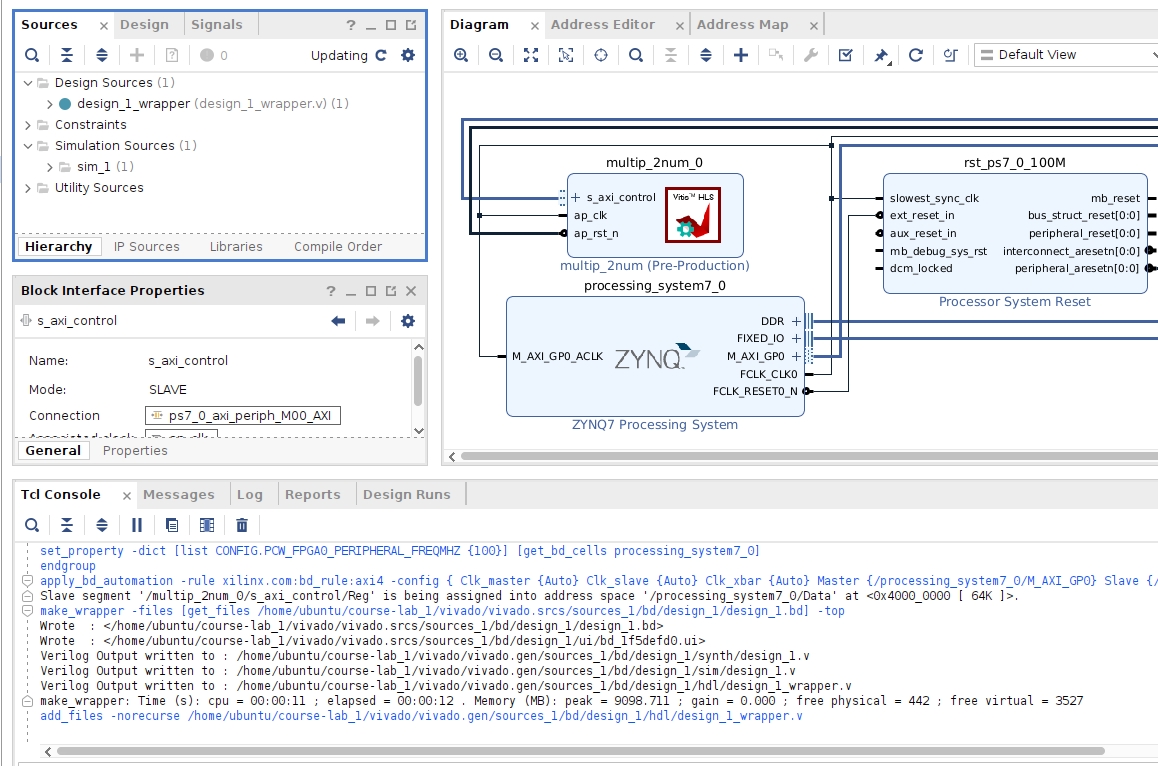 Sources Design Signals
0 Updating
Design Sources (1)
design_1_wrapper (design_1_wrapper.v) (1)
Constraints
Simulation Sources (1)
sim_1 (1)
Utility Sources
Hierarchy IP Sources Libraries Compile Order
Block Interface Properties
s_axi_control
Name: s_axi_control
Mode: SLAVE
Connection ps7_0_axi_periph_M00_AXI
General Properties
Diagram Address Editor Address Map
Default View
multip_2num_0
s_axi_control
ap_clk
ap_rst_n
Vitis™ HLS
multip_2num (Pre-Production)
rst_ps7_0_100M
slowest_sync_clk mb_reset
ext_reset_in bus_struct_reset[0:0]
aux_reset_in peripheral_reset[0:0]
mb_debug_sys_rst interconnect_aresetn[0:0]
dcm_locked peripheral_aresetn[0:0]
Processor System Reset
processing_system7_0
DDR
FIXED_IO
M_AXI_GP0_ACLK ZYNQ M_AXI_GP0
FCLK_CLK0
FCLK_RESET0_N
ZYNQ7 Processing System
Tcl Console Messages Log Reports Design Runs
set_property -dict [list CONFIG.PCW_FPGA0_PERIPHERAL_FREQMHZ {100}] [get_bd_cells processing_system7_0]
endgroup
apply_bd_automation -rule xilinx.com:bd_rule:axi4 -config { Clk_master {Auto} Clk_slave {Auto} Clk_xbar {Auto} Master {/processing_system7_0/M_AXI_GP0} Slave {/
Slave segment '/multip_2num_0/s_axi_control/Reg' is being assigned into address space '/processing_system7_0/Data' at <0x4000_0000 [ 64K ]>.
make_wrapper -files [get_files /home/ubuntu/course-lab_1/vivado/vivado.srcs/sources_1/bd/design_1/design_1.bd] -top
Wrote  : </home/ubuntu/course-lab_1/vivado/vivado.srcs/sources_1/bd/design_1/design_1.bd>
Wrote  : </home/ubuntu/course-lab_1/vivado/vivado.srcs/sources_1/bd/design_1/ui/bd_1f5defd0.ui>
Verilog Output written to : /home/ubuntu/course-lab_1/vivado/vivado.gen/sources_1/bd/design_1/synth/design_1.v
Verilog Output written to : /home/ubuntu/course-lab_1/vivado/vivado.gen/sources_1/bd/design_1/sim/design_1.v
Verilog Output written to : /home/ubuntu/course-lab_1/vivado/vivado.gen/sources_1/bd/design_1/hdl/design_1_wrapper.v
make_wrapper: Time (s): cpu = 00:00:11 ; elapsed = 00:00:12 . Memory (MB): peak = 9098.711 ; gain = 0.000 ; free physical = 442 ; free virtual = 3527
add_files -norecurse /home/ubuntu/course-lab_1/vivado/vivado.gen/sources_1/bd/design_1/hdl/design_1_wrapper.v